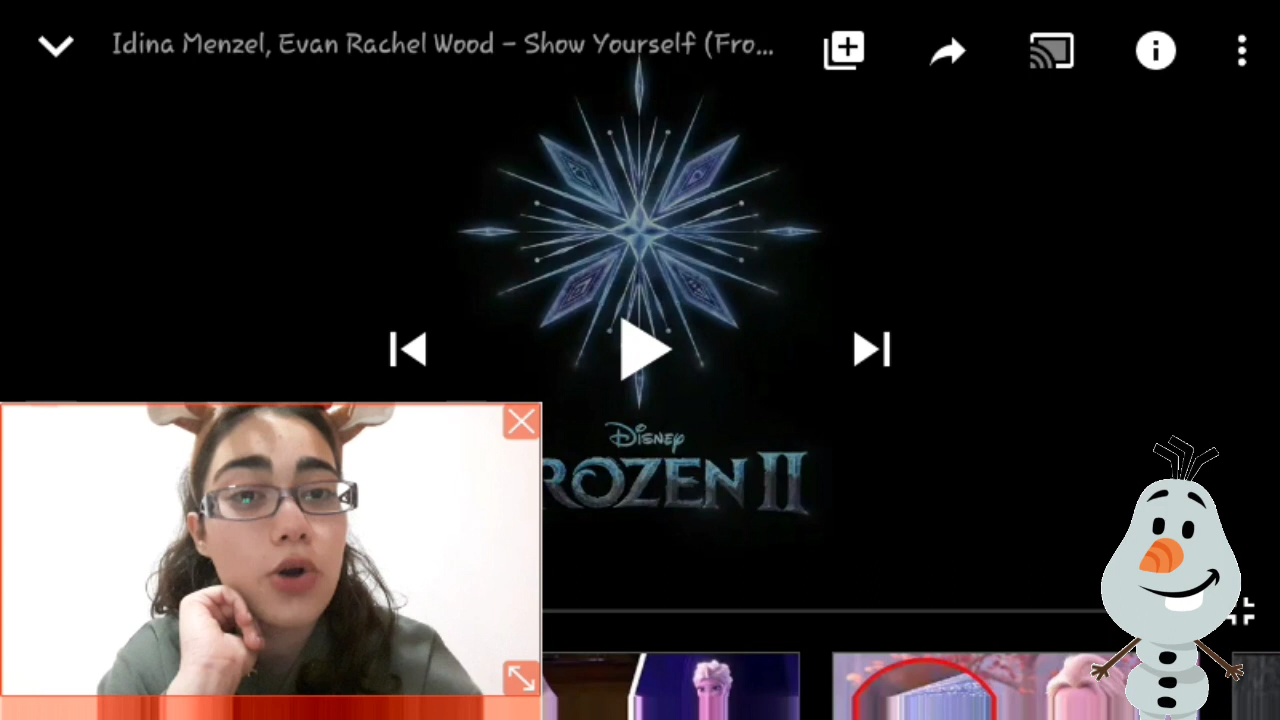 Idina Menzel, Evan Rachel Wood – Show Yourself (Fro...
Disney
ROZEN II